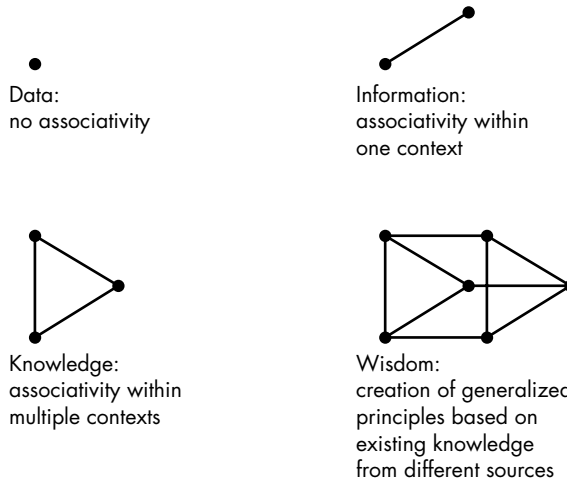 Data:
no associativity
Information:
associativity within
one context
Knowledge:
associativity within
multiple contexts
Wisdom:
creation of generalized
principles based on
existing knowledge
from different sources